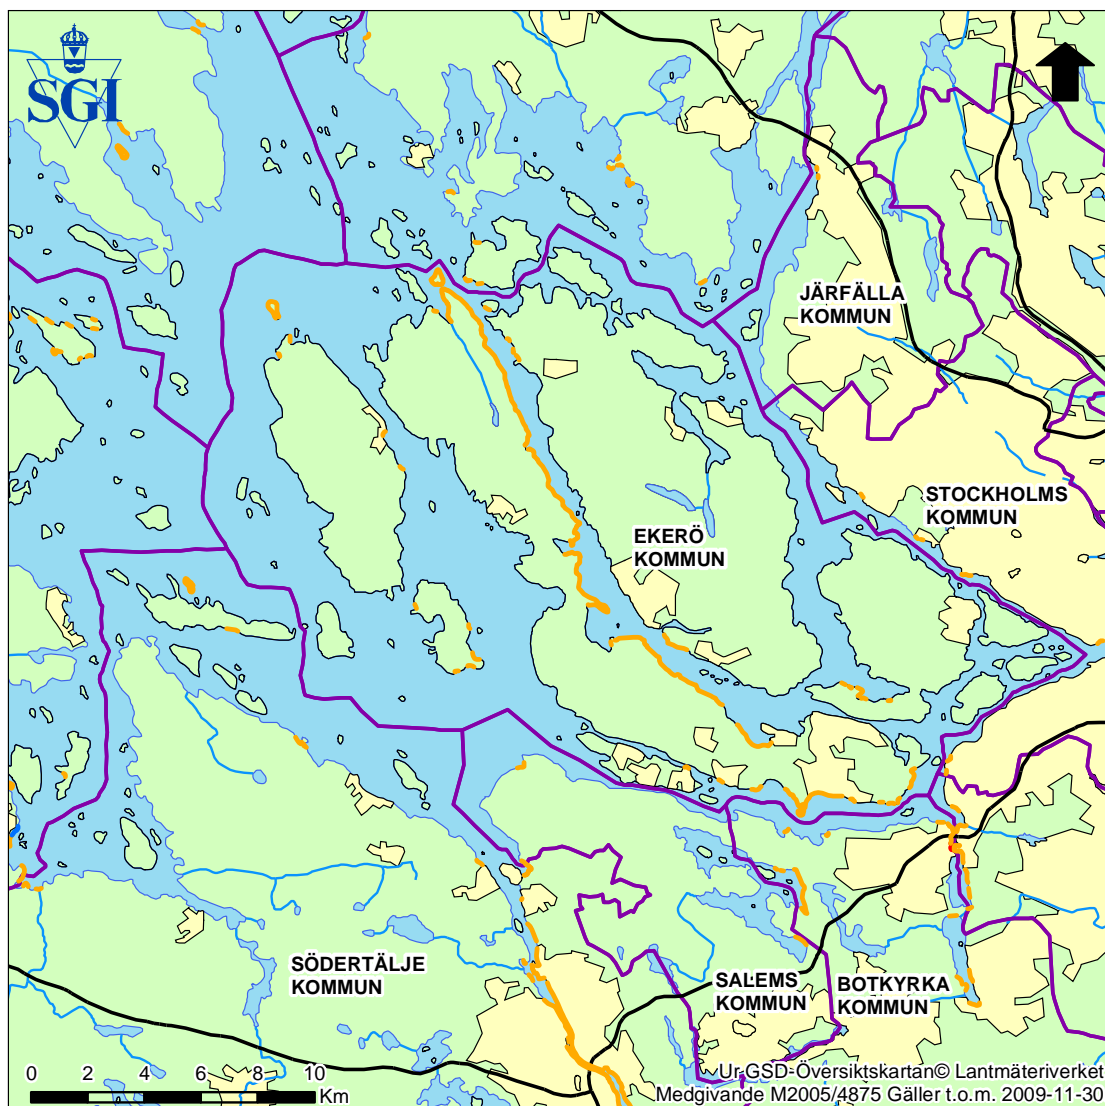 SGI
JÄRFÄLLA
KOMMUN
STOCKHOLMS
KOMMUN
EKERÖ
KOMMUN
SÖDERTÄLJE
KOMMUN
SALEMS
KOMMUN
BOTKYRKA
KOMMUN
0 2 4 6 8 10
Km
Ur GSD-Översiktskartan© Lantmäteriverket
Medgivande M2005/4875 Gäller t.o.m. 2009-11-30